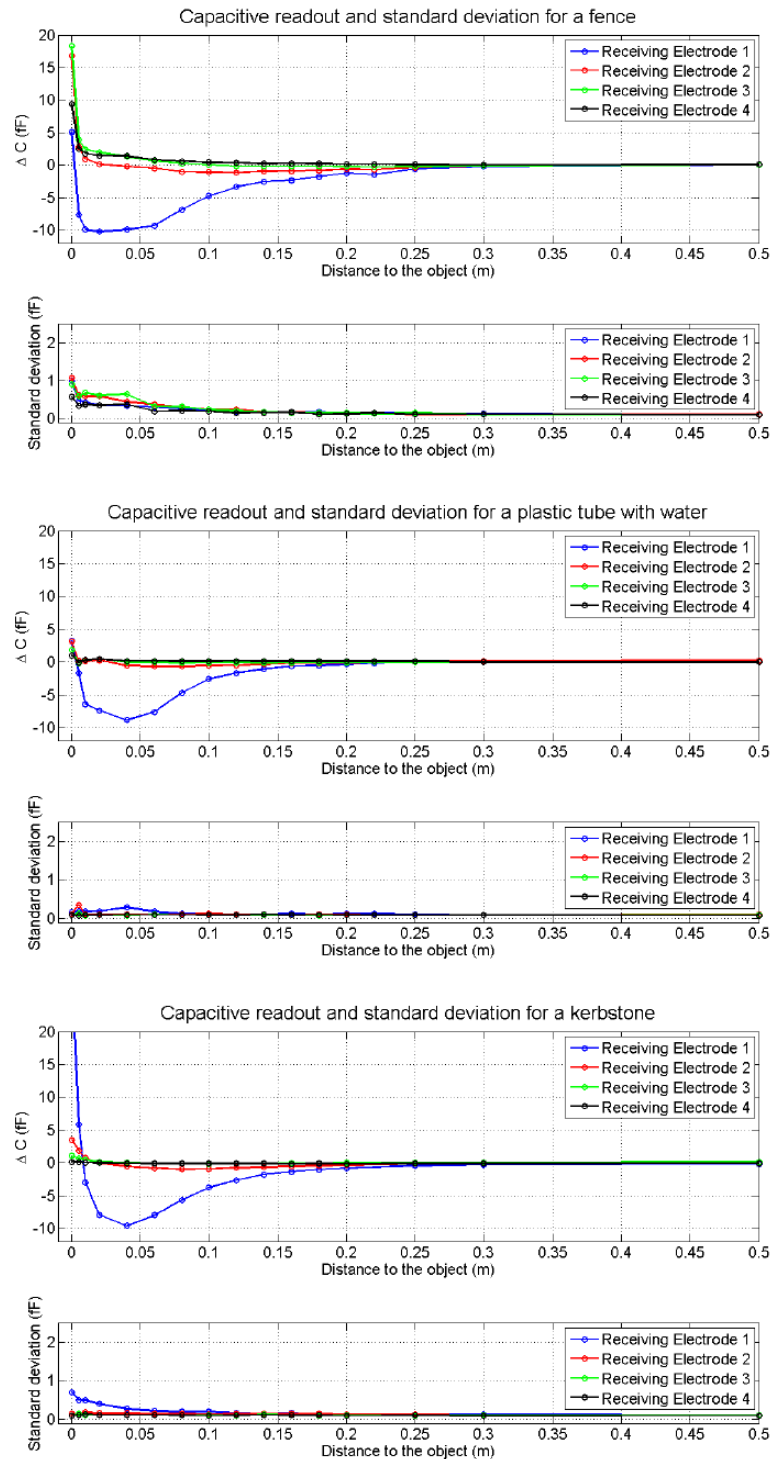 Capacitive readout and standard deviation for a fence
20
15
10
5
0
-5
-10
Δ C (fF)
Receiving Electrode 1
Receiving Electrode 2
Receiving Electrode 3
Receiving Electrode 4
0 0.05 0.1 0.15 0.2 0.25 0.3 0.35 0.4 0.45 0.5
Distance to the object (m)
2
1
0
Standard deviation (fF)
Receiving Electrode 1
Receiving Electrode 2
Receiving Electrode 3
Receiving Electrode 4
0 0.05 0.1 0.15 0.2 0.25 0.3 0.35 0.4 0.45 0.5
Distance to the object (m)
Capacitive readout and standard deviation for a plastic tube with water
20
15
10
5
0
-5
-10
Δ C (fF)
Receiving Electrode 1
Receiving Electrode 2
Receiving Electrode 3
Receiving Electrode 4
0 0.05 0.1 0.15 0.2 0.25 0.3 0.35 0.4 0.45 0.5
Distance to the object (m)
2
1
0
Standard deviation (fF)
Receiving Electrode 1
Receiving Electrode 2
Receiving Electrode 3
Receiving Electrode 4
0 0.05 0.1 0.15 0.2 0.25 0.3 0.35 0.4 0.45 0.5
Distance to the object (m)
Capacitive readout and standard deviation for a kerbstone
20
15
10
5
0
-5
-10
Δ C (fF)
Receiving Electrode 1
Receiving Electrode 2
Receiving Electrode 3
Receiving Electrode 4
0 0.05 0.1 0.15 0.2 0.25 0.3 0.35 0.4 0.45 0.5
Distance to the object (m)
2
1
0
Standard deviation (fF)
Receiving Electrode 1
Receiving Electrode 2
Receiving Electrode 3
Receiving Electrode 4
0 0.05 0.1 0.15 0.2 0.25 0.3 0.35 0.4 0.45 0.5
Distance to the object (m)